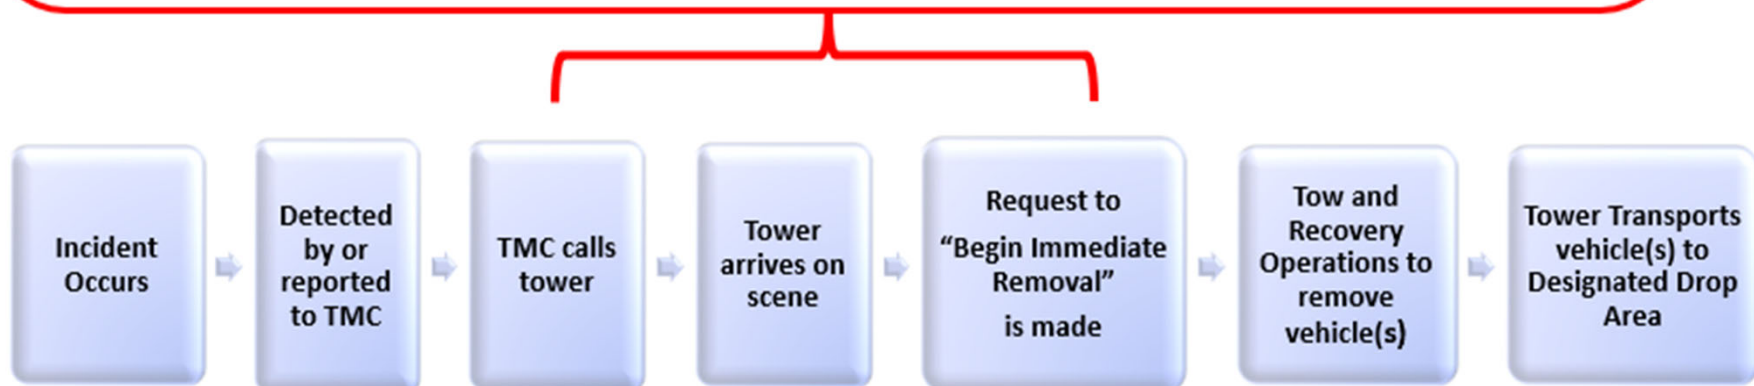 Incident
Occurs
Detected
by or
reported
to TMC
TMC calls
tower
Tower
arrives on
scene
Request to
“Begin Immediate
Removal”
is made
Tow and
Recovery
Operations to
remove
vehicle(s)
Tower Transports
vehicle(s) to
Designated Drop
Area